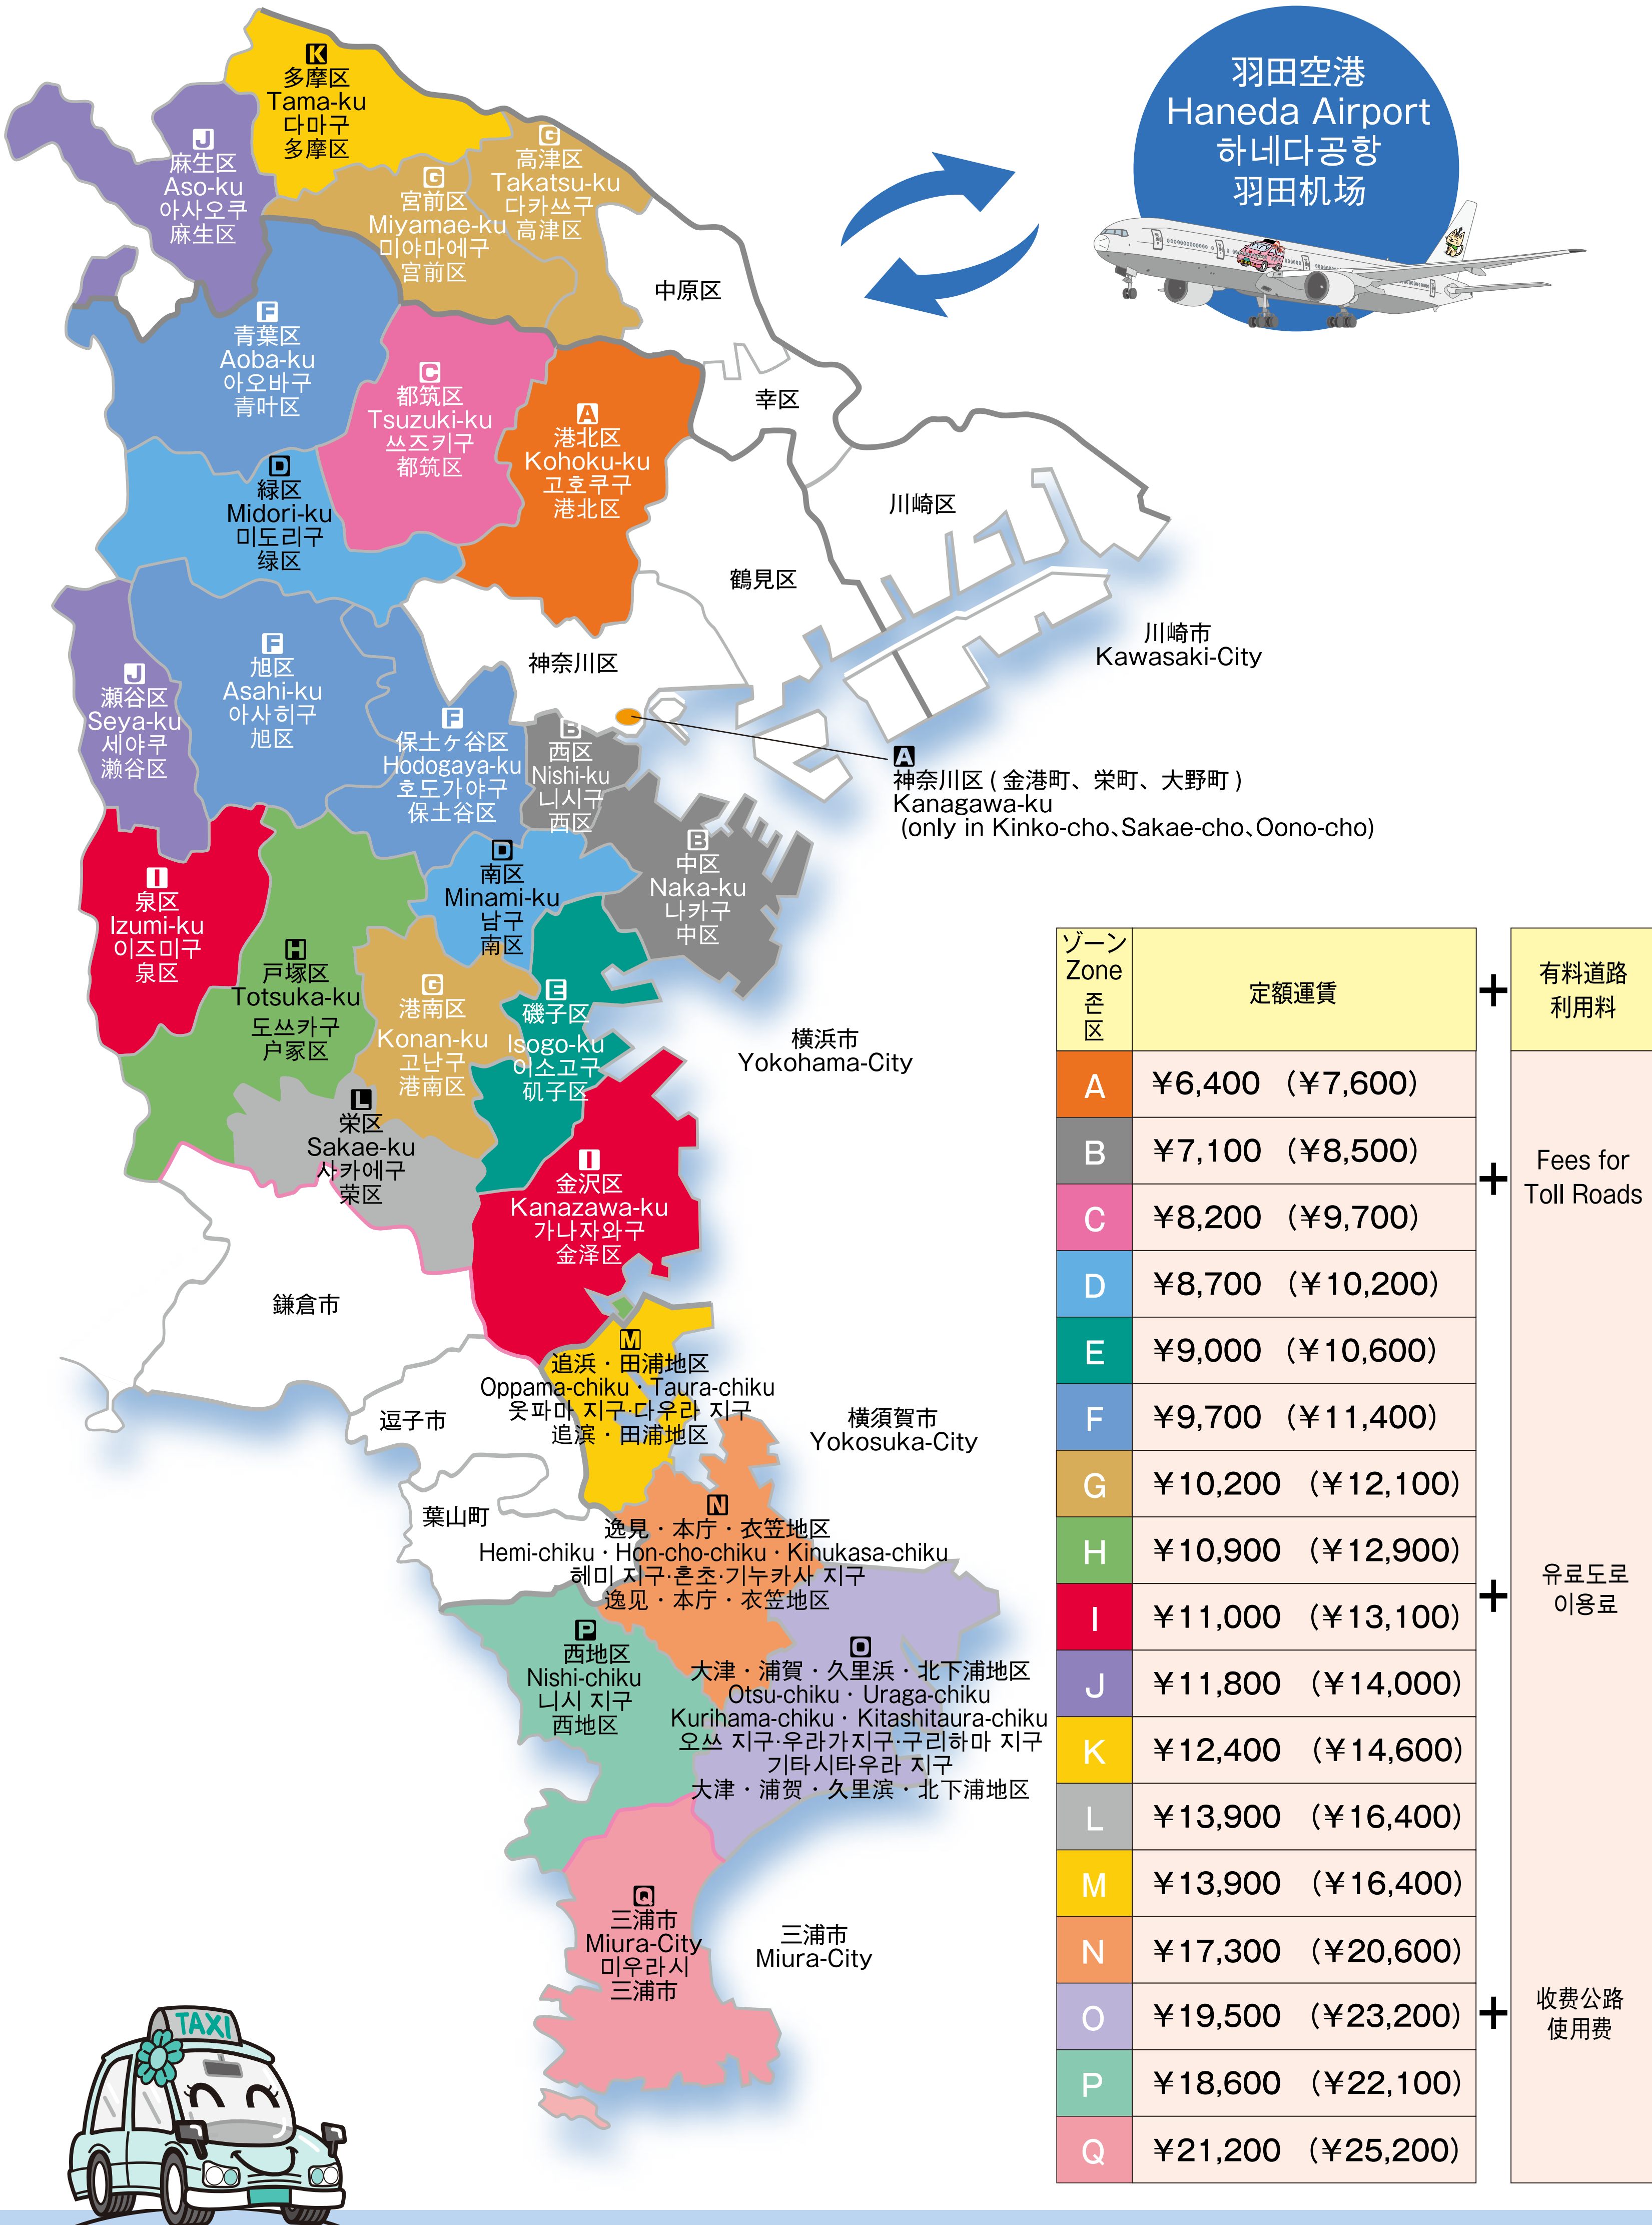 羽田空港
Haneda Airport
하네다공항
羽田机场
K
多摩区
Tama-ku
다마구
多摩区
J
麻生区
Aso-ku
아사오쿠
麻生区
G
高津区
Takatsu-ku
다카쓰구
高津区
G
宮前区
Miyamae-ku
미야마에구
宫前区
中原区
F
青葉区
Aoba-ku
아오바구
青叶区
C
都筑区
Tsuzuki-ku
쓰즈키구
都筑区
A
港北区
Kohoku-ku
고호쿠구
港北区
幸区
川崎区
D
緑区
Midori-ku
미도리구
绿区
鶴見区
川崎市
Kawasaki-City
神奈川区
J
瀬谷区
Seya-ku
세야쿠
濑谷区
F
旭区
Asahi-ku
아사히구
旭区
F
保土ヶ谷区
Hodogaya-ku
호도가야구
保土谷区
B
西区
Nishi-ku
니시구
西区
A
神奈川区 ( 金港町、栄町、大野町 )
Kanagawa-ku
(only in Kinko-cho、Sakae-cho、Oono-cho)
B
中区
Naka-ku
나카구
中区
D
南区
Minami-ku
남구
南区
I
泉区
Izumi-ku
이즈미구
泉区
H
戸塚区
Totsuka-ku
도쓰카구
户冢区
G
港南区
Konan-ku
고난구
港南区
E
磯子区
Isogo-ku
이소고구
矶子区
横浜市
Yokohama-City
L
栄区
Sakae-ku
사카에구
荣区
I
金沢区
Kanazawa-ku
가나자와구
金泽区
鎌倉市
M
追浜・田浦地区
Oppama-chiku・Taura-chiku
옷파마 지구·다우라 지구
追滨・田浦地区
逗子市
横須賀市
Yokosuka-City
葉山町
N
逸見・本庁・衣笠地区
Hemi-chiku・Hon-cho-chiku・Kinukasa-chiku
헤미 지구·혼쵸·기누카사 지구
逸见・本庁・衣笠地区
P
西地区
Nishi-chiku
니시 지구
西地区
O
大津・浦賀・久里浜・北下浦地区
Otsu-chiku・Uraga-chiku
Kurihama-chiku・Kitashitaura-chiku
오쓰 지구·우라가지구·구리하마 지구
기타시타우라 지구
大津・浦贺・久里滨・北下浦地区
Q
三浦市
Miura-City
미우라시
三浦市
三浦市
Miura-City
ゾーン
Zone
존
区
定額運賃
+
有料道路
利用料
A ¥6,400 (¥7,600)
B ¥7,100 (¥8,500)
C ¥8,200 (¥9,700)
D ¥8,700 (¥10,200)
E ¥9,000 (¥10,600)
F ¥9,700 (¥11,400)
G ¥10,200 (¥12,100)
H ¥10,900 (¥12,900)
I ¥11,000 (¥13,100)
J ¥11,800 (¥14,000)
K ¥12,400 (¥14,600)
L ¥13,900 (¥16,400)
M ¥13,900 (¥16,400)
N ¥17,300 (¥20,600)
O ¥19,500 (¥23,200)
P ¥18,600 (¥22,100)
Q ¥21,200 (¥25,200)
+
Fees for
Toll Roads
+
유료도로
이용료
+
收费公路
使用费
TAXI